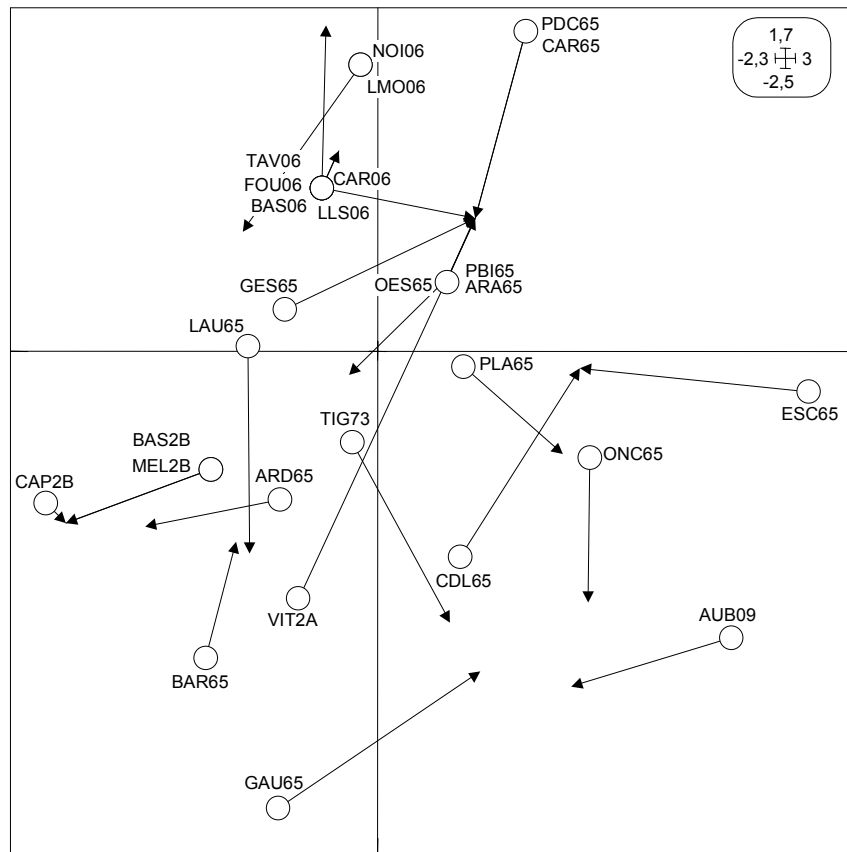 PDC65
CAR65
1,7
-2,3 3
-2,5
NOI06
LMO06
TAV06
FOU06 CAR06
BAS06 LLS06
GES65
OES65 PBI65
ARA65
LAU65
PLA65
ESC65
TIG73
BAS2B
MEL2B
CAP2B
ARD65
ONC65
CDL65
VIT2A
AUB09
BAR65
GAU65